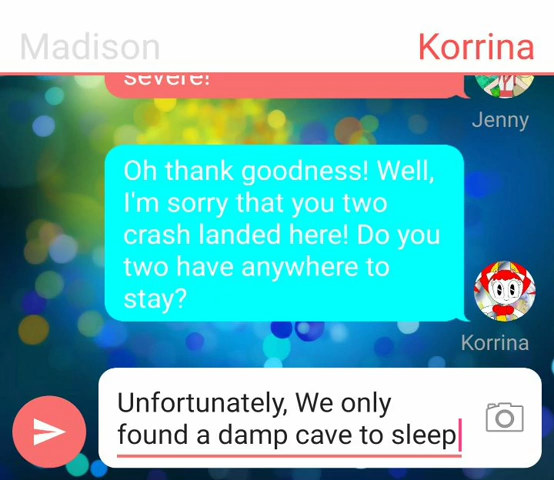 Madison
Korrina
severe!
Jenny
Oh thank goodness! Well,
I'm sorry that you two
crash landed here! Do you
two have anywhere to
stay?
Korrina
Unfortunately, We only
found a damp cave to sleep